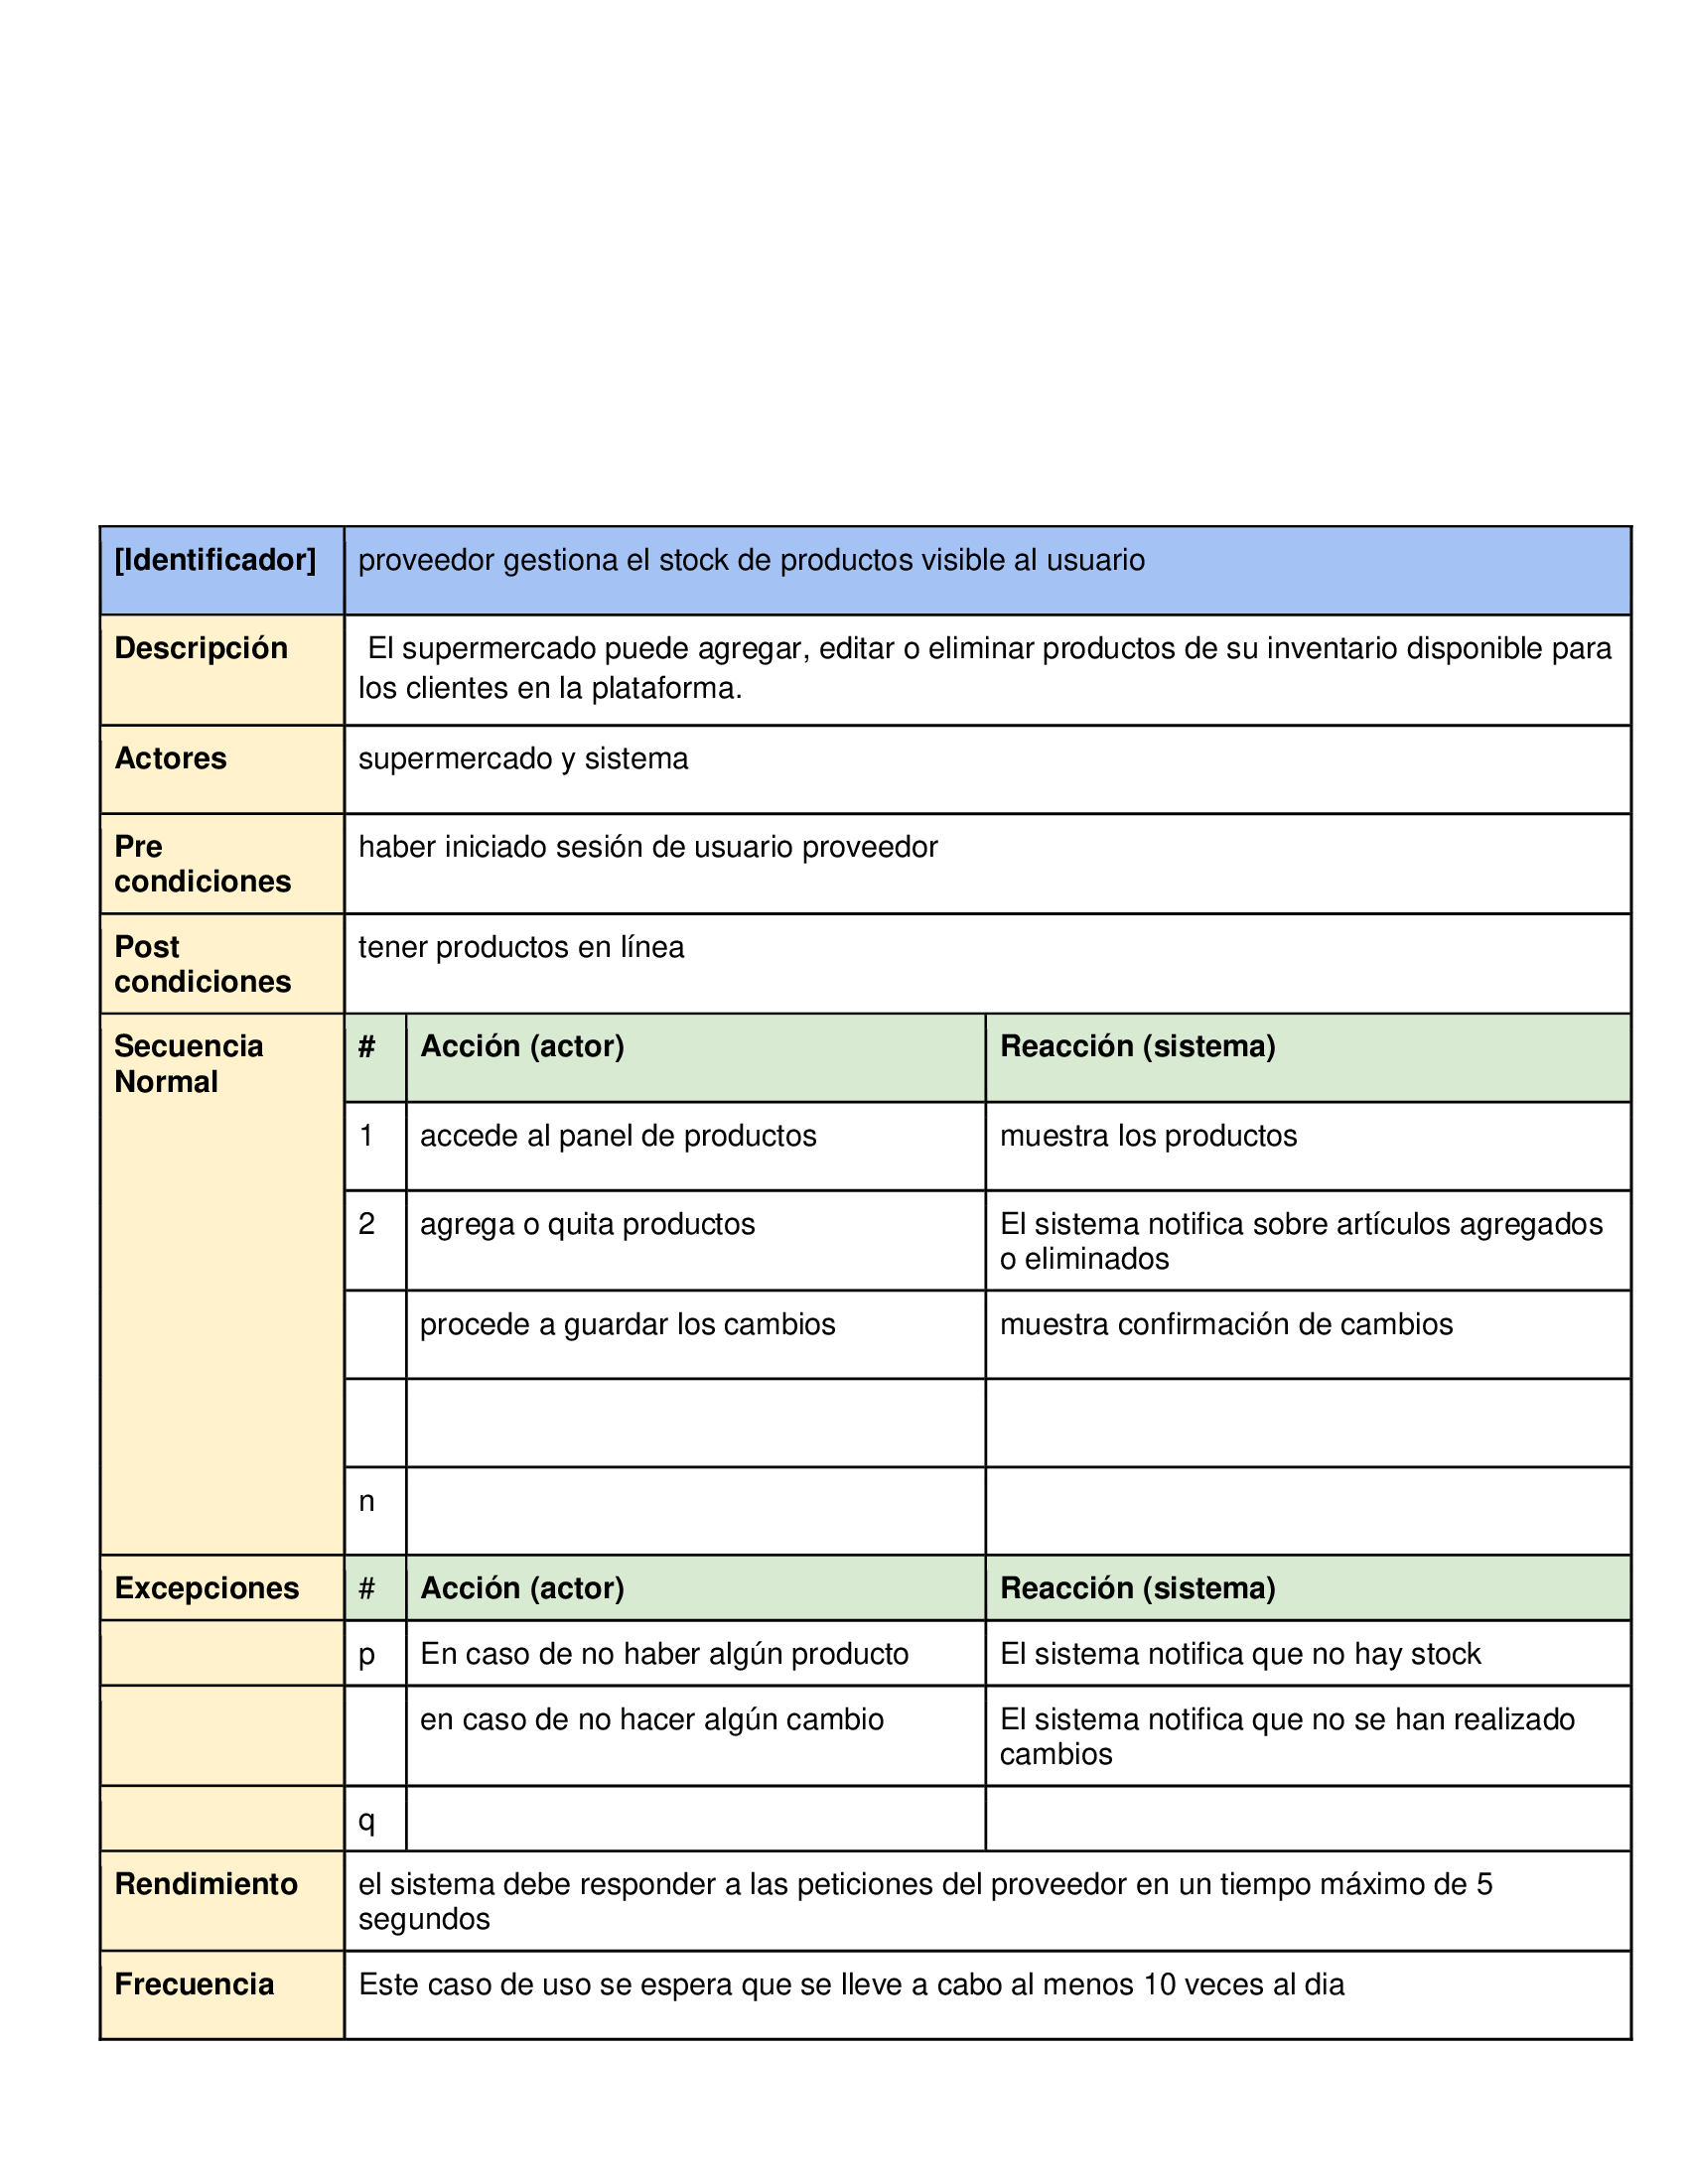 [Identificador] proveedor gestiona el stock de productos visible al usuario
Descripción El supermercado puede agregar, editar o eliminar productos de su inventario disponible para
los clientes en la plataforma.
Actores supermercado y sistema
Pre
condiciones
haber iniciado sesión de usuario proveedor
Post
condiciones
tener productos en línea
Secuencia
Normal
# Acción (actor) Reacción (sistema)
1 accede al panel de productos muestra los productos
2 agrega o quita productos El sistema notifica sobre artículos agregados
o eliminados
procede a guardar los cambios muestra confirmación de cambios
n
Excepciones # Acción (actor) Reacción (sistema)
p En caso de no haber algún producto El sistema notifica que no hay stock
en caso de no hacer algún cambio El sistema notifica que no se han realizado
cambios
q
Rendimiento el sistema debe responder a las peticiones del proveedor en un tiempo máximo de 5
segundos
Frecuencia Este caso de uso se espera que se lleve a cabo al menos 10 veces al dia